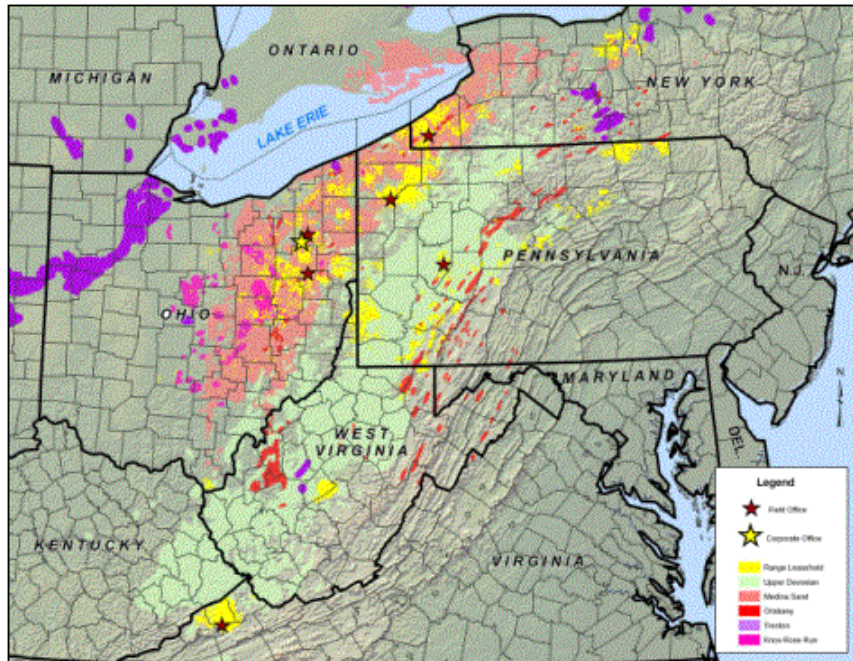 ONTARIO
MICHIGAN
NEW YORK
LAKE ERIE
PENNSYLVANIA
N.J.
OHIO
MARYLAND
WEST
VIRGINIA
DEL.
N
KENTUCKY
VIRGINIA
Legend
Field Office
Corporate Office
Range Leasehold
Upper Devonian
Medina Sand
Oriskany
Trenton
Knox-Rose Run